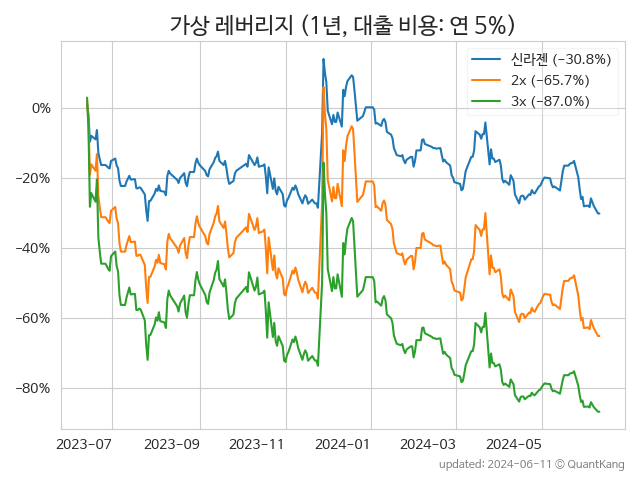 가상 레버리지 (1년, 대출 비용: 연 5%)
신라젠 (−30.8%)
2x (−65.7%)
3x (−87.0%)
0%
−20%
−40%
−60%
−80%
2023-07 2023-09 2023-11 2024-01 2024-03 2024-05
updated: 2024-06-11 © QuantKang